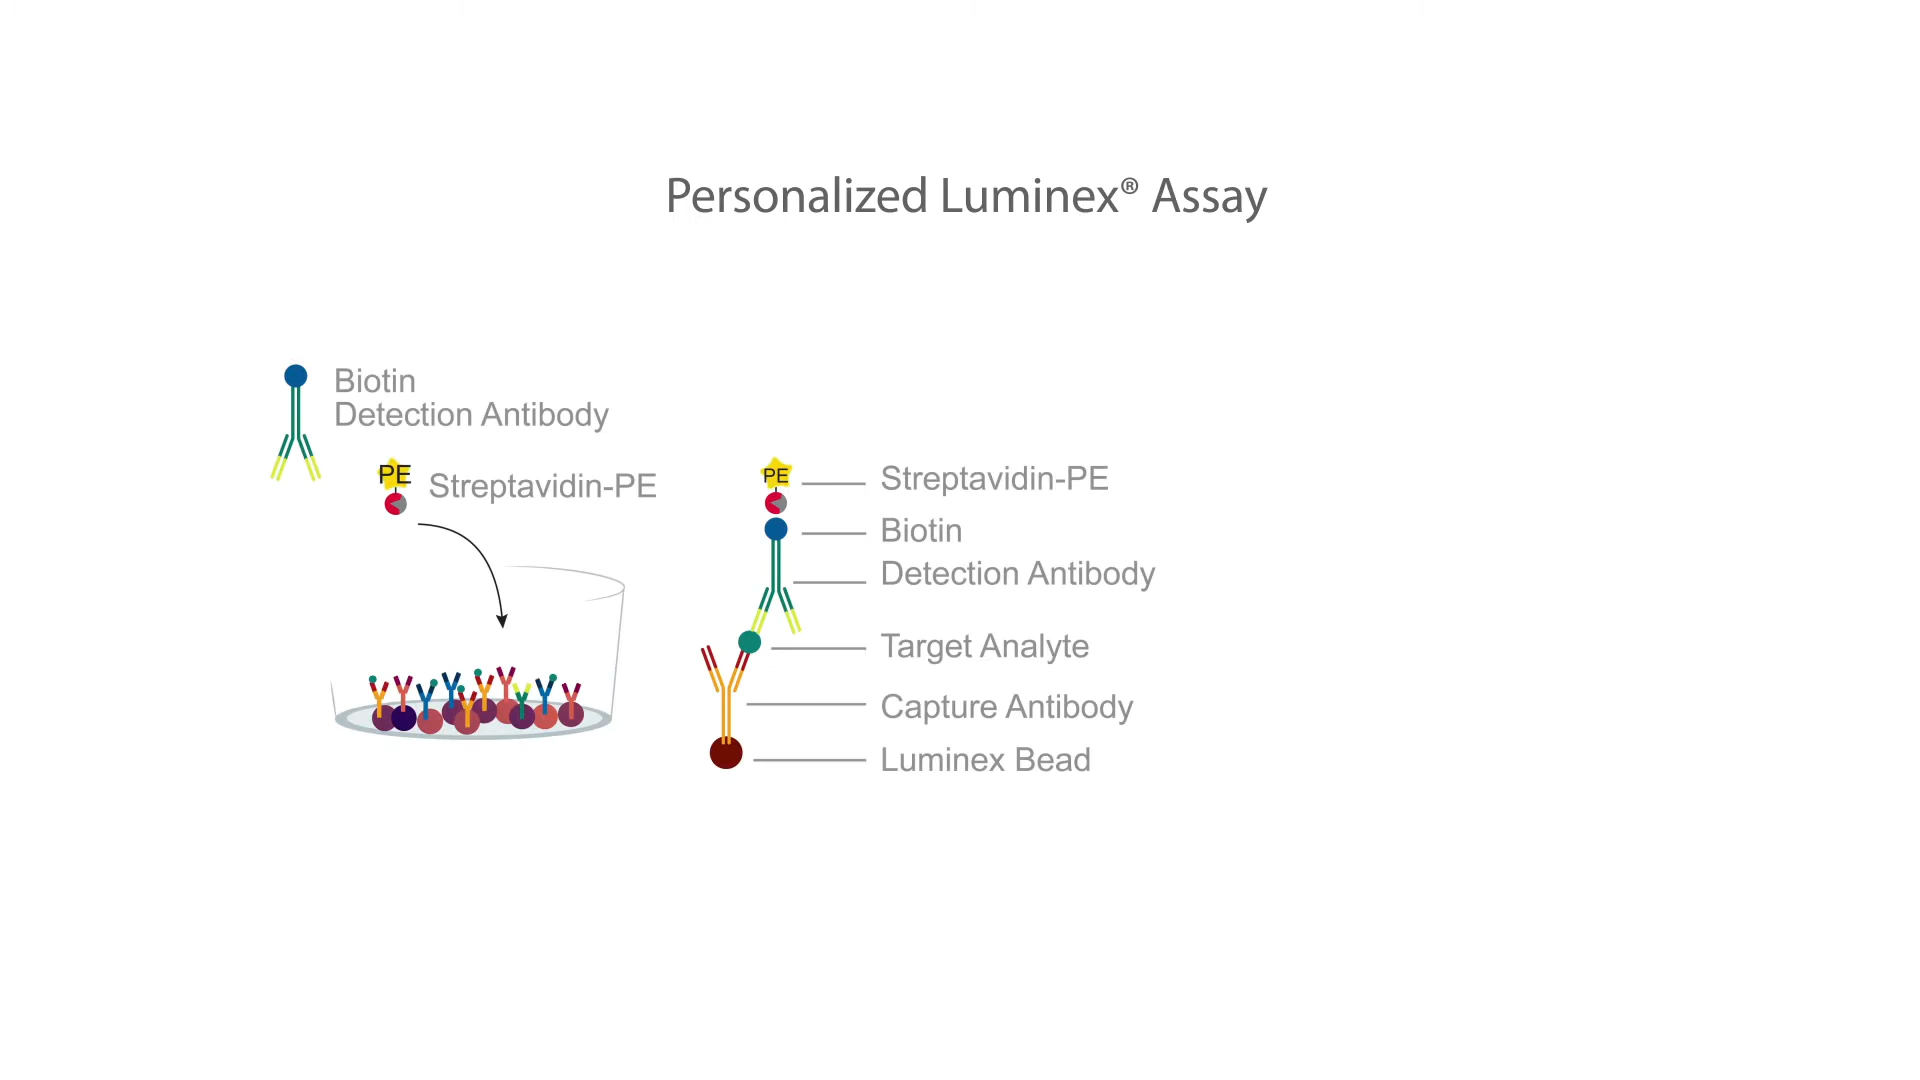 Personalized Luminex® Assay
Biotin
Detection Antibody
PE
Streptavidin-PE
PE
Streptavidin-PE
Biotin
Detection Antibody
Target Analyte
Capture Antibody
Luminex Bead